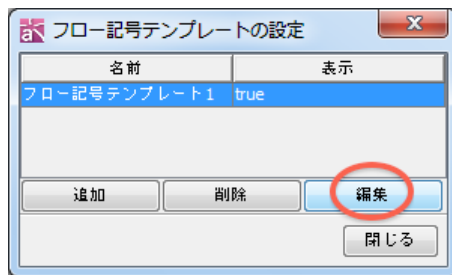 フロー記号テンプレートの設定
名前 表示
フロー記号テンプレート1 true
追加 削除 編集
閉じる